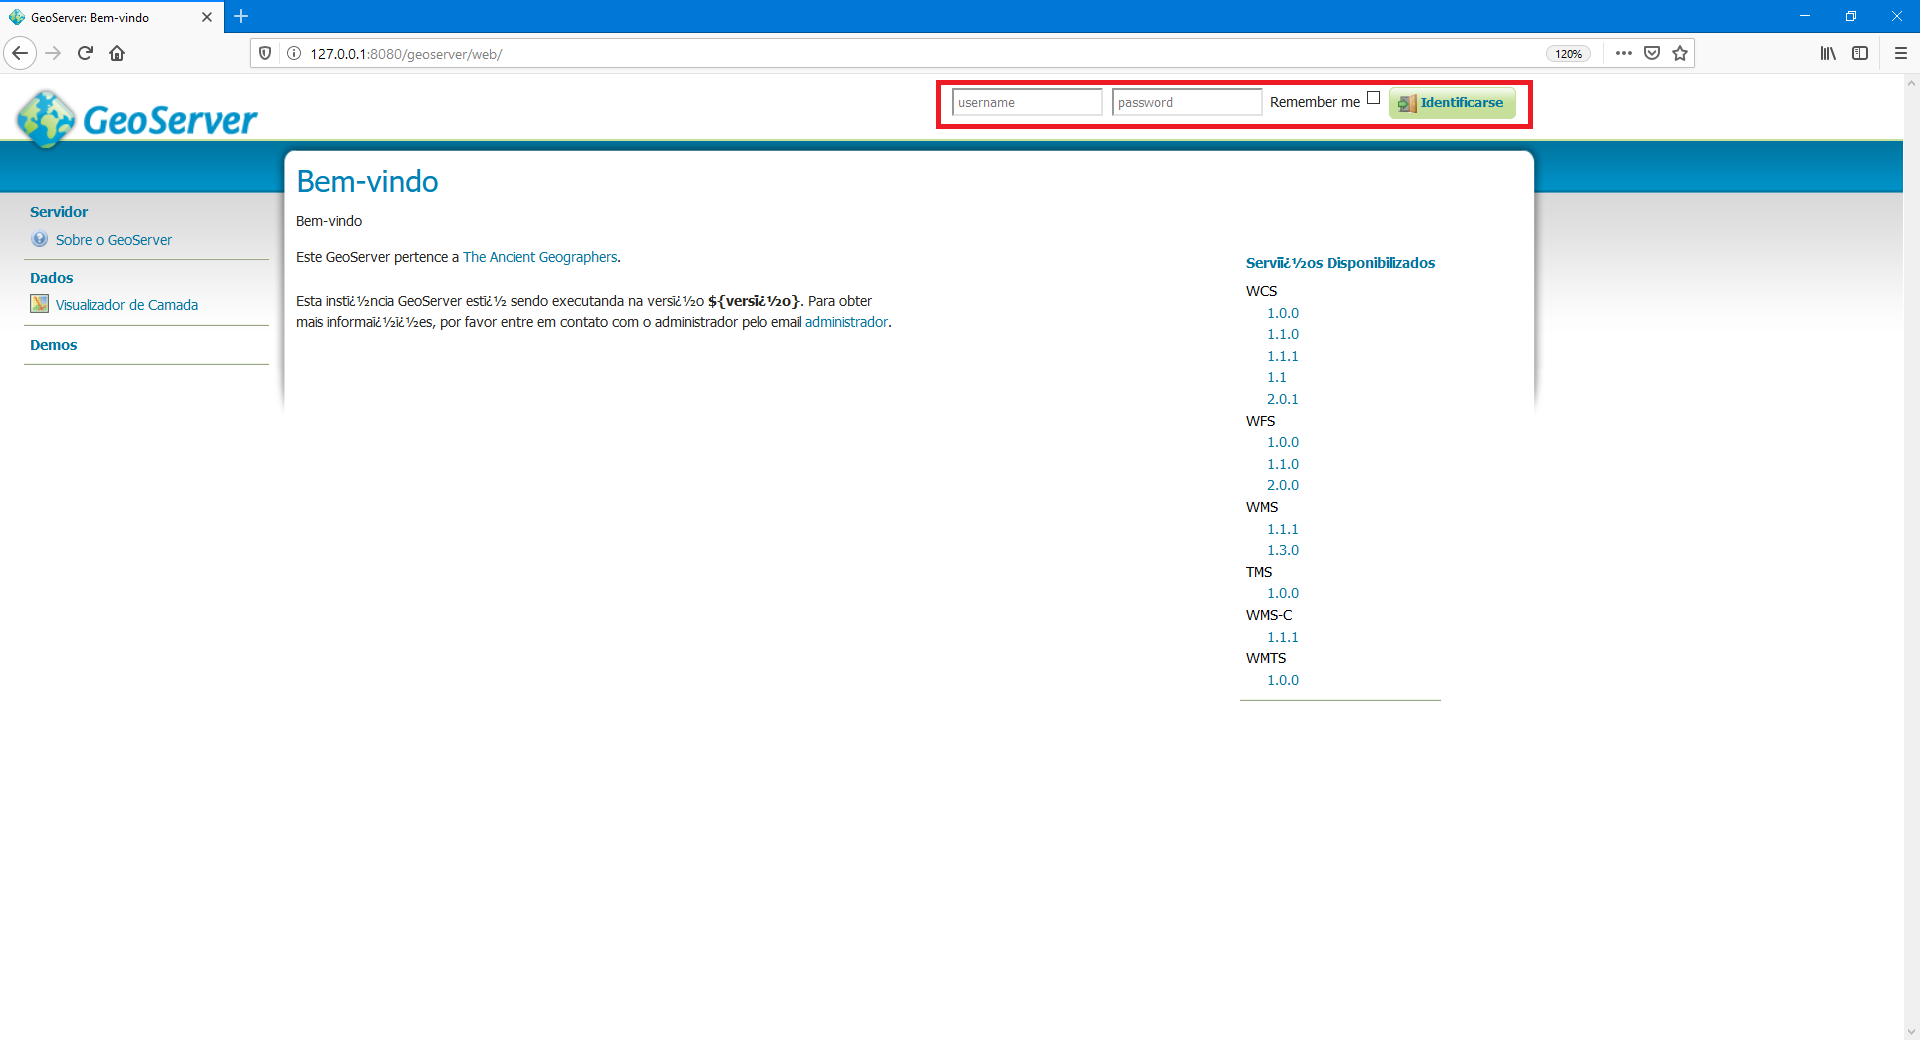 GeoServer: Bem-vindo
127.0.0.1:8080/geoserver/web/
120%
GeoServer
username
password
Remember me
Identificarse
Servidor
Sobre o GeoServer
Dados
Visualizador de Camada
Demos
Bem-vindo
Bem-vindo
Este GeoServer pertence a The Ancient Geographers.
Esta instï¿½ncia GeoServer estï¿½ sendo executanda na versï¿½o ${versï¿½o}. Para obter
mais informaï¿½ï¿½es, por favor entre em contato com o administrador pelo email administrador.
Serviï¿½os Disponibilizados
WCS
1.0.0
1.1.0
1.1.1
1.1
2.0.1
WFS
1.0.0
1.1.0
2.0.0
WMS
1.1.1
1.3.0
TMS
1.0.0
WMS-C
1.1.1
WMTS
1.0.0